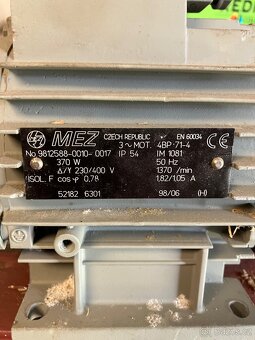 EDI
MEZ CZECH REPUBLIC EN 60034 CE
3 ~ MOT. 4BP 71-4
No 9812588-0010-0017 IP 54 IM 1081
370 W 50 Hz
Δ/Y 230/400 V 1370 /min
ISOL. F cos φ 0,78 1.82/1.05 A
52182 6301 98/06